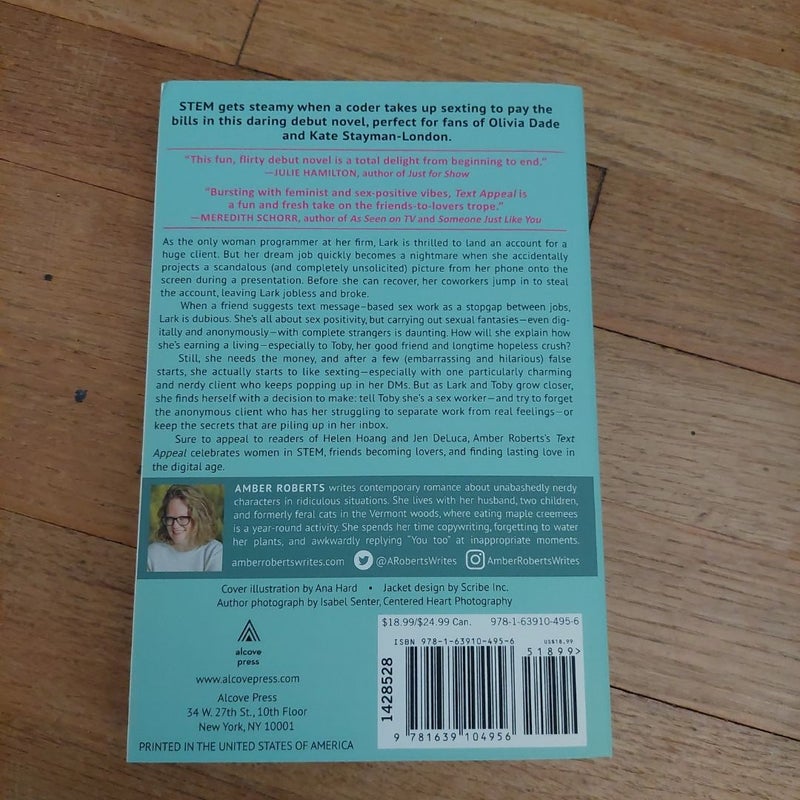 STEM gets steamy when a coder takes up sexting to pay the
bills in this daring debut novel, perfect for fans of Olivia Dade
and Kate Stayman-London.
“This fun, flirty debut novel is a total delight from beginning to end.”
—JULIE HAMILTON, author of Just for Show
“Bursting with feminist and sex-positive vibes, Text Appeal is
a fun and fresh take on the friends-to-lovers trope.”
—MEREDITH SCHORR, author of As Seen on TV and Someone Just Like You
As the only woman programmer at her firm, Lark is thrilled to land an account for a
huge client. But her dream job quickly becomes a nightmare when she accidentally
projects a scandalous (and completely unsolicited) picture from her phone onto the
screen during a presentation. Before she can recover, her coworkers jump in to steal
the account, leaving Lark jobless and broke.
When a friend suggests text message–based sex work as a stopgap between jobs,
Lark is dubious. She’s all about sex positivity, but carrying out sexual fantasies—even dig-
itally and anonymously—with complete strangers is daunting. How will she explain how
she’s earning a living—especially to Toby, her good friend and longtime hopeless crush?
Still, she needs the money, and after a few (embarrassing and hilarious) false
starts, she actually starts to like sexting—especially with one particularly charming
and nerdy client who keeps popping up in her DMs. But as Lark and Toby grow closer,
she finds herself with a decision to make: tell Toby she’s a sex worker—and try to forget
the anonymous client who has her struggling to separate work from real feelings—or
keep the secrets that are piling up in her inbox.
Sure to appeal to readers of Helen Hoang and Jen DeLuca, Amber Roberts’s Text
Appeal celebrates women in STEM, friends becoming lovers, and finding lasting love in
the digital age.
AMBER ROBERTS writes contemporary romance about unabashedly nerdy
characters in ridiculous situations. She lives with her husband, two children,
and formerly feral cats in the Vermont woods, where eating maple creemees
is a year-round activity. She spends her time copywriting, forgetting to water
her plants, and awkwardly replying “You too” at inappropriate moments.
amberrobertswrites.com @ARobertsWrites AmberRobertsWrites
Cover illustration by Ana Hard • Jacket design by Scribe Inc.
Author photograph by Isabel Senter, Centered Heart Photography
alcove
press
www.alcovepress.com
Alcove Press
34 W. 27th St., 10th Floor
New York, NY 10001
PRINTED IN THE UNITED STATES OF AMERICA
$18.99/$24.99 Can. 978-1-63910-495-6
ISBN 978-1-63910-495-6
US$18.99
51899>
1428528
9 781639 104956